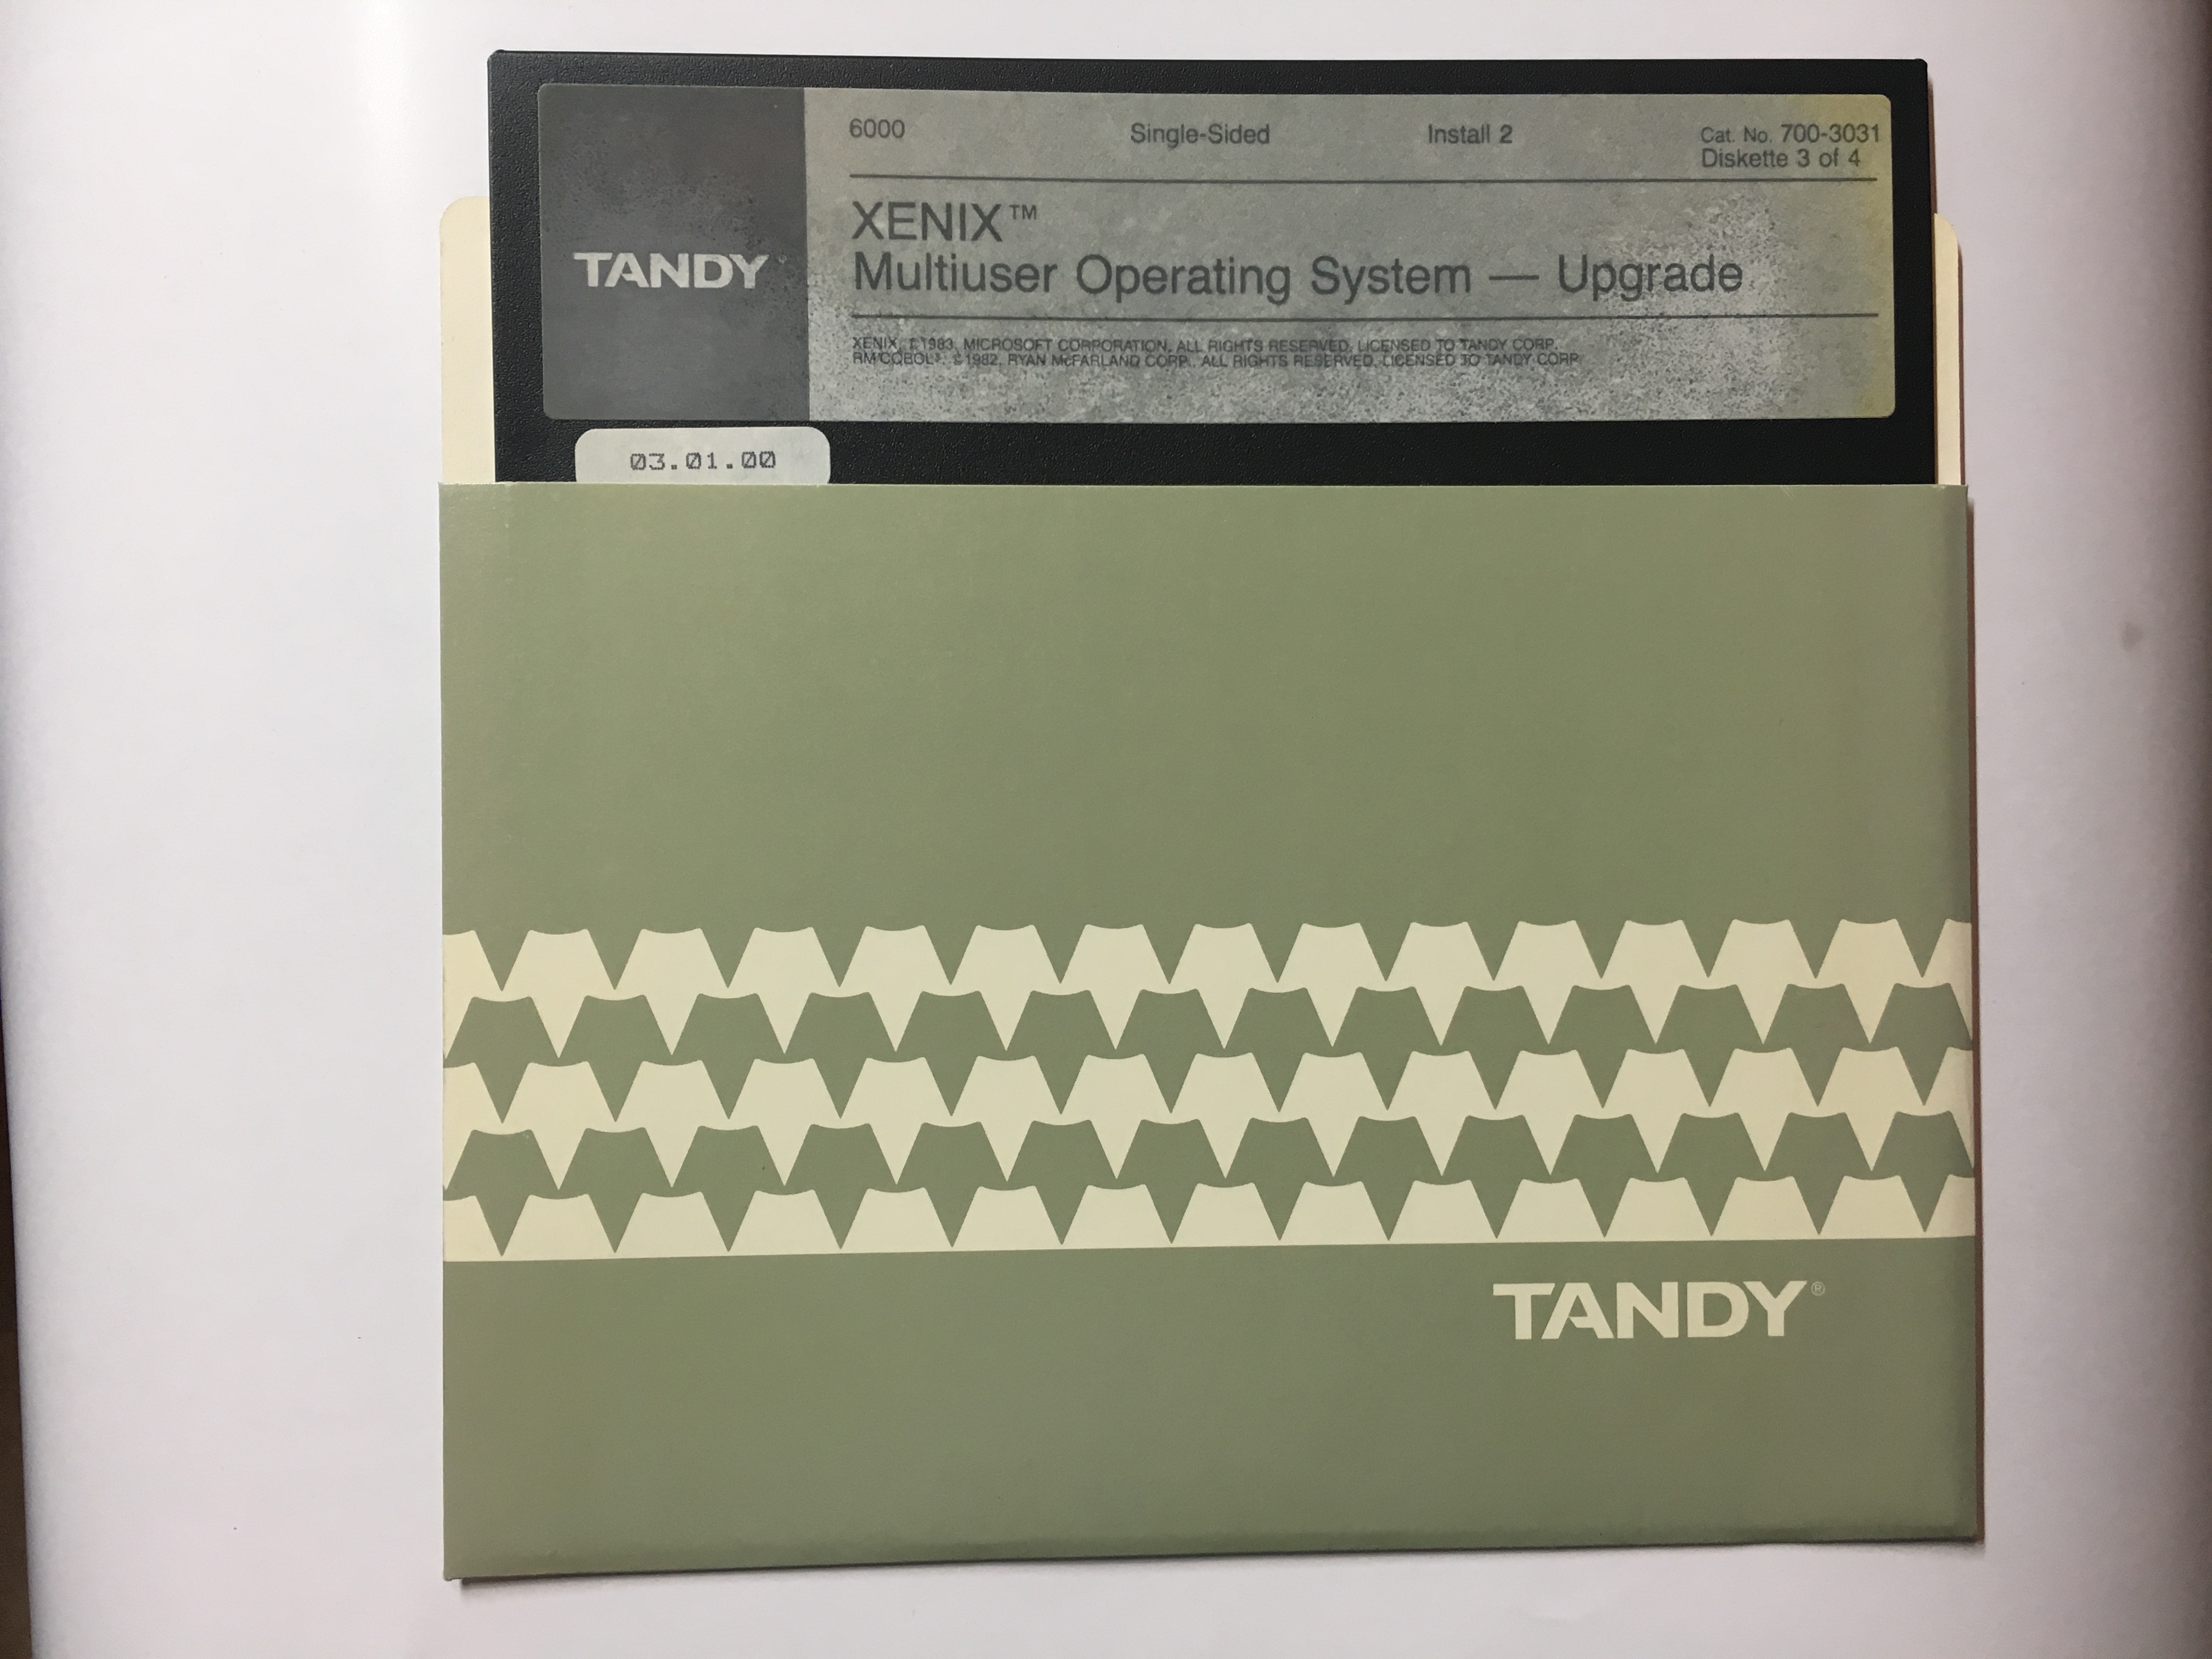 6000 Single-Sided Install 2 Cat. No. 700-3031
Diskette 3 of 4
TANDY
XENIX™
Multiuser Operating System — Upgrade
XENIX, ©1983, MICROSOFT CORPORATION, ALL RIGHTS RESERVED, LICENSED TO TANDY CORP.
RM/COBOL®, ©1982, RYAN McFARLAND CORP., ALL RIGHTS RESERVED, LICENSED TO TANDY CORP.
03.01.00
TANDY®